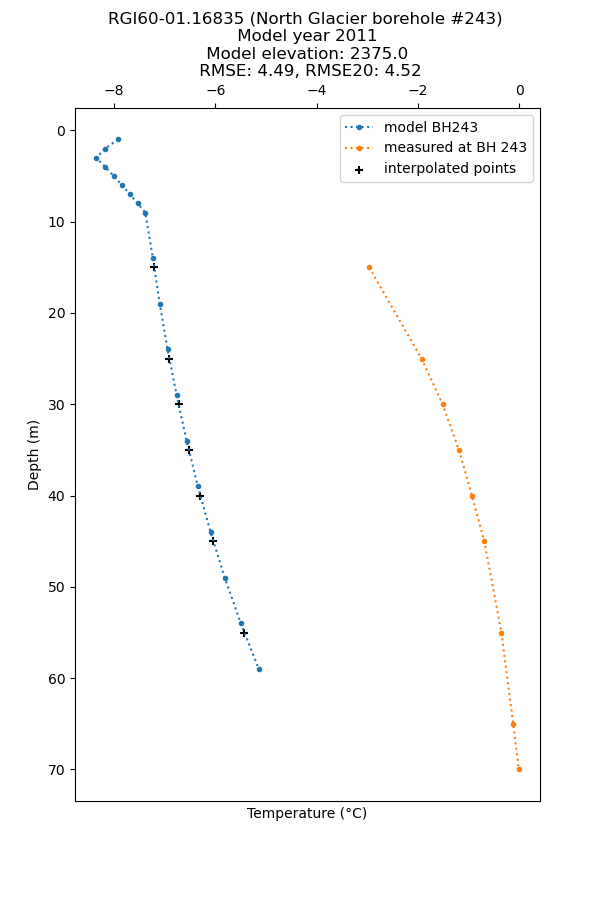 RGI60-01.16835 (North Glacier borehole #243)
Model year 2011
Model elevation: 2375.0
RMSE: 4.49, RMSE20: 4.52
−8 −6 −4 −2 0
model BH243
measured at BH 243
interpolated points
0
10
20
30
40
50
60
70
Depth (m)
Temperature (°C)